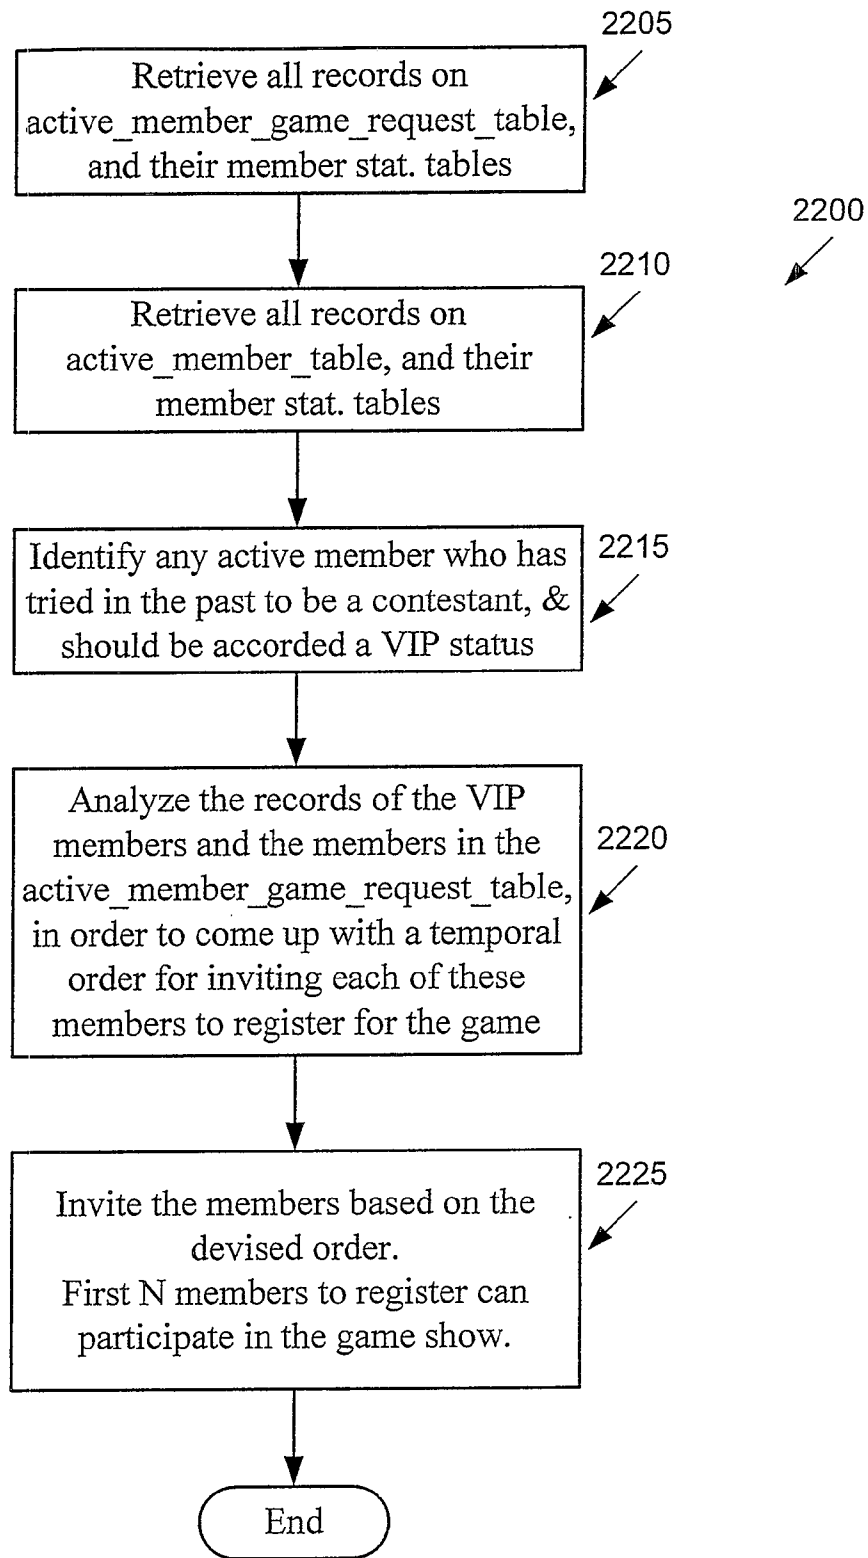 2205
Retrieve all records on
active_member_game_request_table,
and their member stat. tables
2200
2210
Retrieve all records on
active_member_table, and their
member stat. tables
2215
Identify any active member who has
tried in the past to be a contestant, &
should be accorded a VIP status
2220
Analyze the records of the VIP
members and the members in the
active_member_game_request_table,
in order to come up with a temporal
order for inviting each of these
members to register for the game
2225
Invite the members based on the
devised order.
First N members to register can
participate in the game show.
End